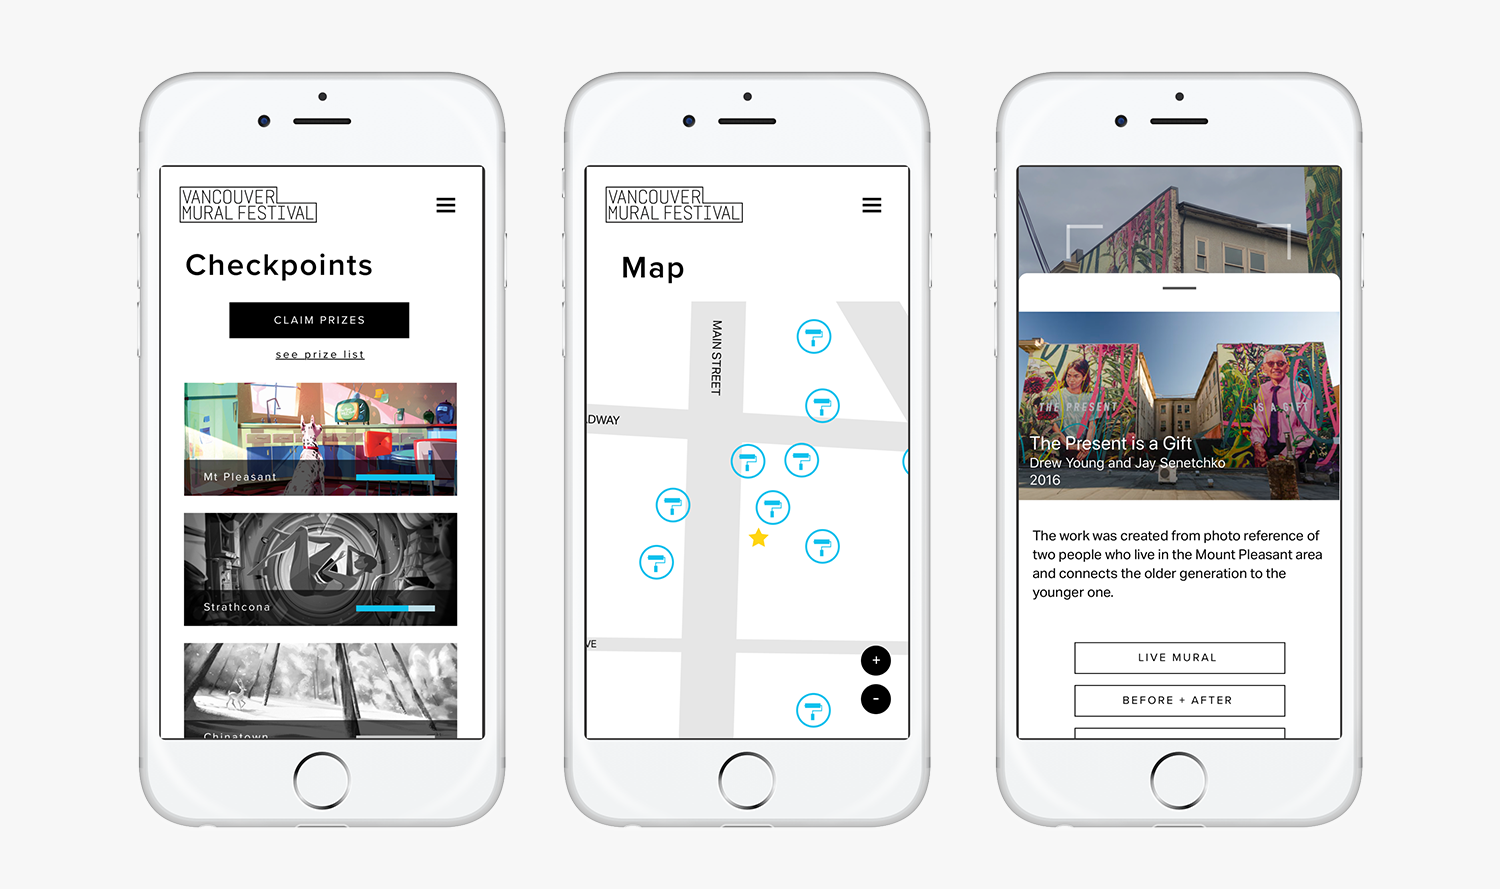 VANCOUVER
MURAL FESTIVAL
Checkpoints
CLAIM PRIZES
see prize list
Mt Pleasant
Strathcona
Chinatown
VANCOUVER
MURAL FESTIVAL
Map
MAIN STREET
DWAY
VE
+
-
THE PRESENT
IS A GIFT
The Present is a Gift
Drew Young and Jay Senetchko
2016
The work was created from photo reference of
two people who live in the Mount Pleasant area
and connects the older generation to the
younger one.
LIVE MURAL
BEFORE + AFTER